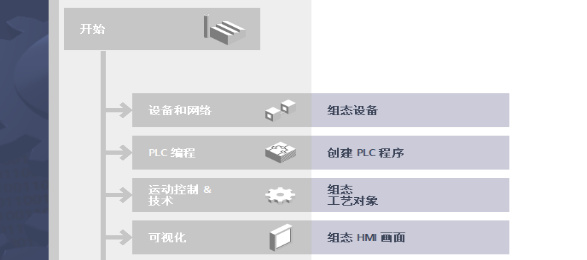 开始
设备和网络
组态设备
PLC 编程
创建 PLC 程序
运动控制 &
技术
组态
工艺对象
可视化
组态 HMI 画面